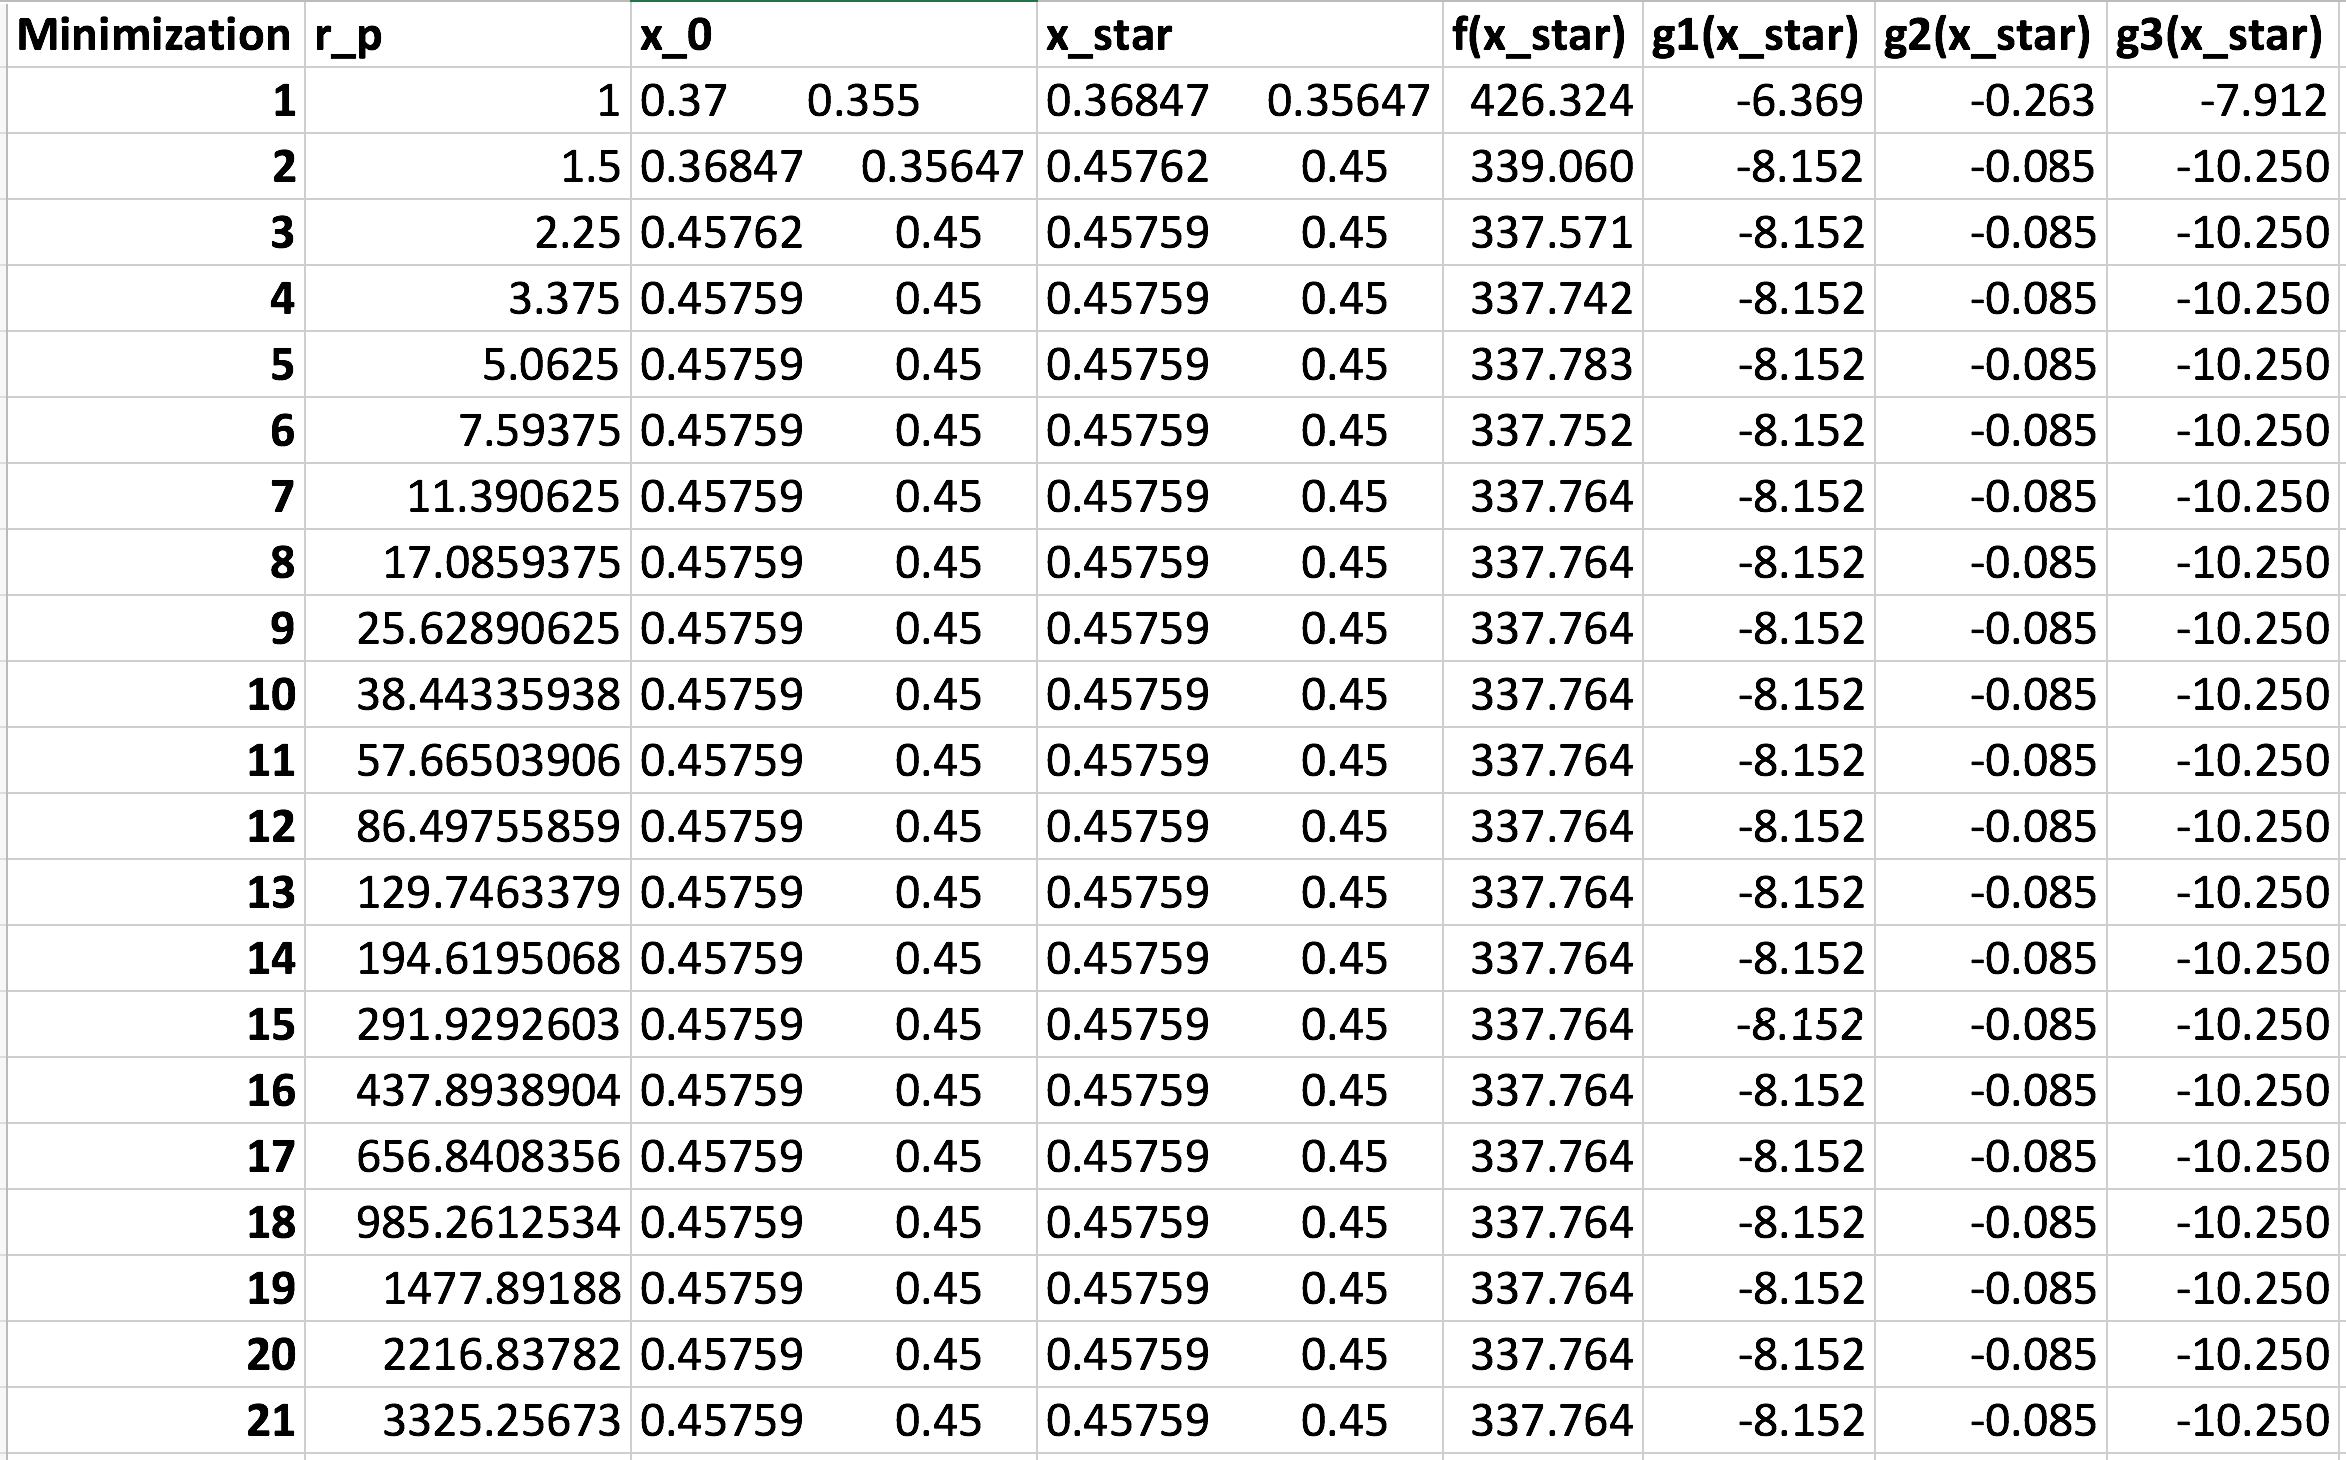 Minimization r_p x_0 x_star f(x_star) g1(x_star) g2(x_star) g3(x_star)
1 1 0.37 0.355 0.36847 0.35647 426.324 -6.369 -0.263 -7.912
2 1.5 0.36847 0.35647 0.45762 0.45 339.060 -8.152 -0.085 -10.250
3 2.25 0.45762 0.45 0.45759 0.45 337.571 -8.152 -0.085 -10.250
4 3.375 0.45759 0.45 0.45759 0.45 337.742 -8.152 -0.085 -10.250
5 5.0625 0.45759 0.45 0.45759 0.45 337.783 -8.152 -0.085 -10.250
6 7.59375 0.45759 0.45 0.45759 0.45 337.752 -8.152 -0.085 -10.250
7 11.390625 0.45759 0.45 0.45759 0.45 337.764 -8.152 -0.085 -10.250
8 17.0859375 0.45759 0.45 0.45759 0.45 337.764 -8.152 -0.085 -10.250
9 25.62890625 0.45759 0.45 0.45759 0.45 337.764 -8.152 -0.085 -10.250
10 38.44335938 0.45759 0.45 0.45759 0.45 337.764 -8.152 -0.085 -10.250
11 57.66503906 0.45759 0.45 0.45759 0.45 337.764 -8.152 -0.085 -10.250
12 86.49755859 0.45759 0.45 0.45759 0.45 337.764 -8.152 -0.085 -10.250
13 129.7463379 0.45759 0.45 0.45759 0.45 337.764 -8.152 -0.085 -10.250
14 194.6195068 0.45759 0.45 0.45759 0.45 337.764 -8.152 -0.085 -10.250
15 291.9292603 0.45759 0.45 0.45759 0.45 337.764 -8.152 -0.085 -10.250
16 437.8938904 0.45759 0.45 0.45759 0.45 337.764 -8.152 -0.085 -10.250
17 656.8408356 0.45759 0.45 0.45759 0.45 337.764 -8.152 -0.085 -10.250
18 985.2612534 0.45759 0.45 0.45759 0.45 337.764 -8.152 -0.085 -10.250
19 1477.89188 0.45759 0.45 0.45759 0.45 337.764 -8.152 -0.085 -10.250
20 2216.83782 0.45759 0.45 0.45759 0.45 337.764 -8.152 -0.085 -10.250
21 3325.25673 0.45759 0.45 0.45759 0.45 337.764 -8.152 -0.085 -10.250